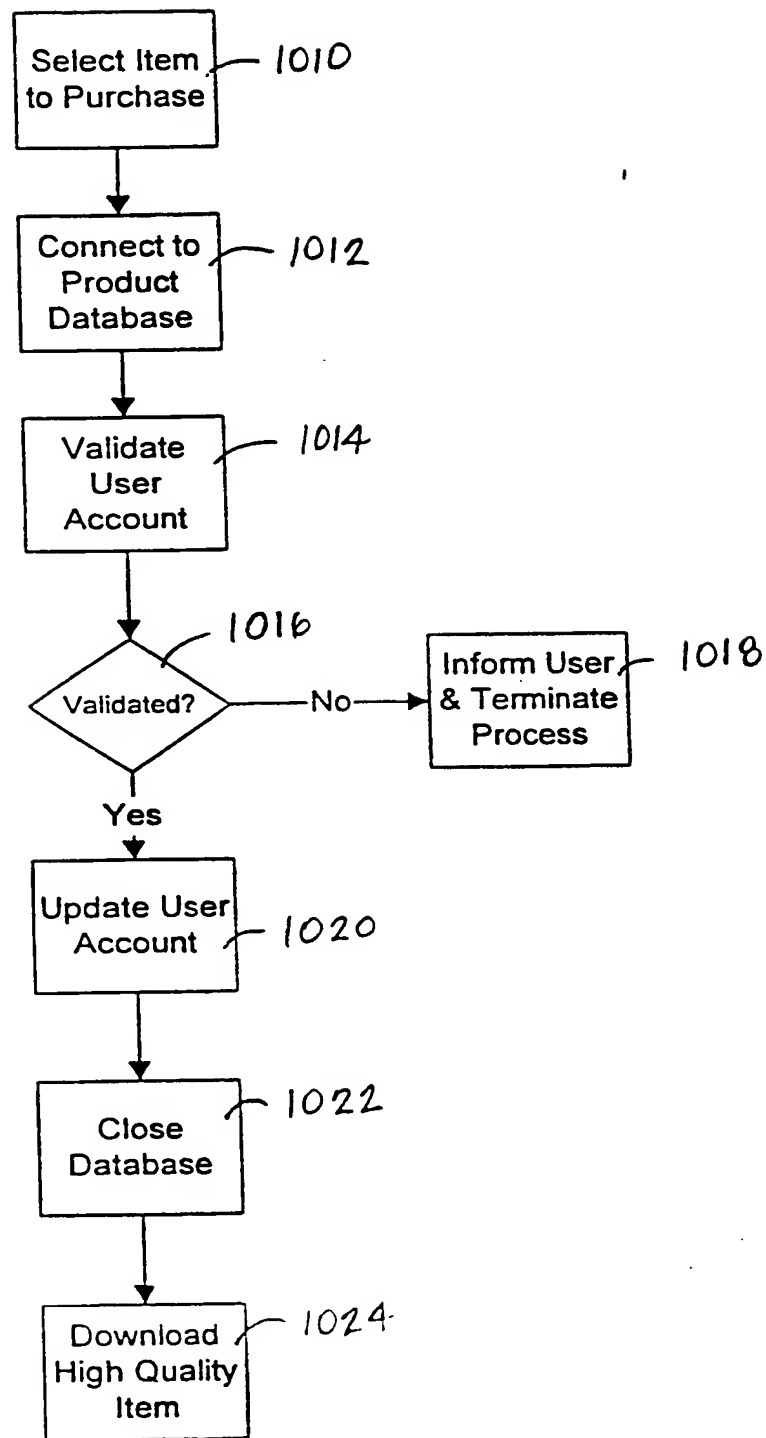 Select Item
to Purchase
1010
Connect to
Product
Database
1012
Validate
User
Account
1014
Validated?
1016
No
Inform User
& Terminate
Process
1018
Yes
Update User
Account
1020
Close
Database
1022
Download
High Quality
Item
1024